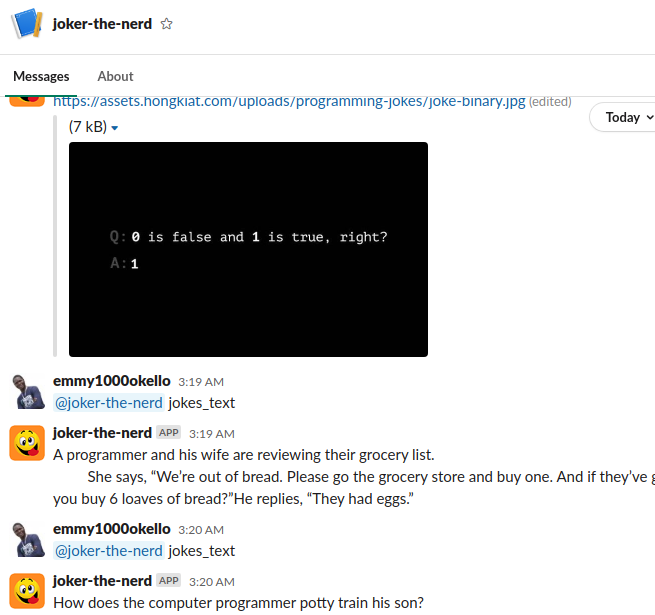 joker-the-nerd
Messages About
https://assets.hongkiat.com/uploads/programming-jokes/joke-binary.jpg (edited)
Today
(7 kB)
Q: 0 is false and 1 is true, right?
A: 1
emmy1000okello 3:19 AM
@joker-the-nerd jokes_text
joker-the-nerd APP 3:19 AM
A programmer and his wife are reviewing their grocery list.
She says, “We’re out of bread. Please go the grocery store and buy one. And if they’ve
you buy 6 loaves of bread?”He replies, “They had eggs.”
emmy1000okello 3:20 AM
@joker-the-nerd jokes_text
joker-the-nerd APP 3:20 AM
How does the computer programmer potty train his son?